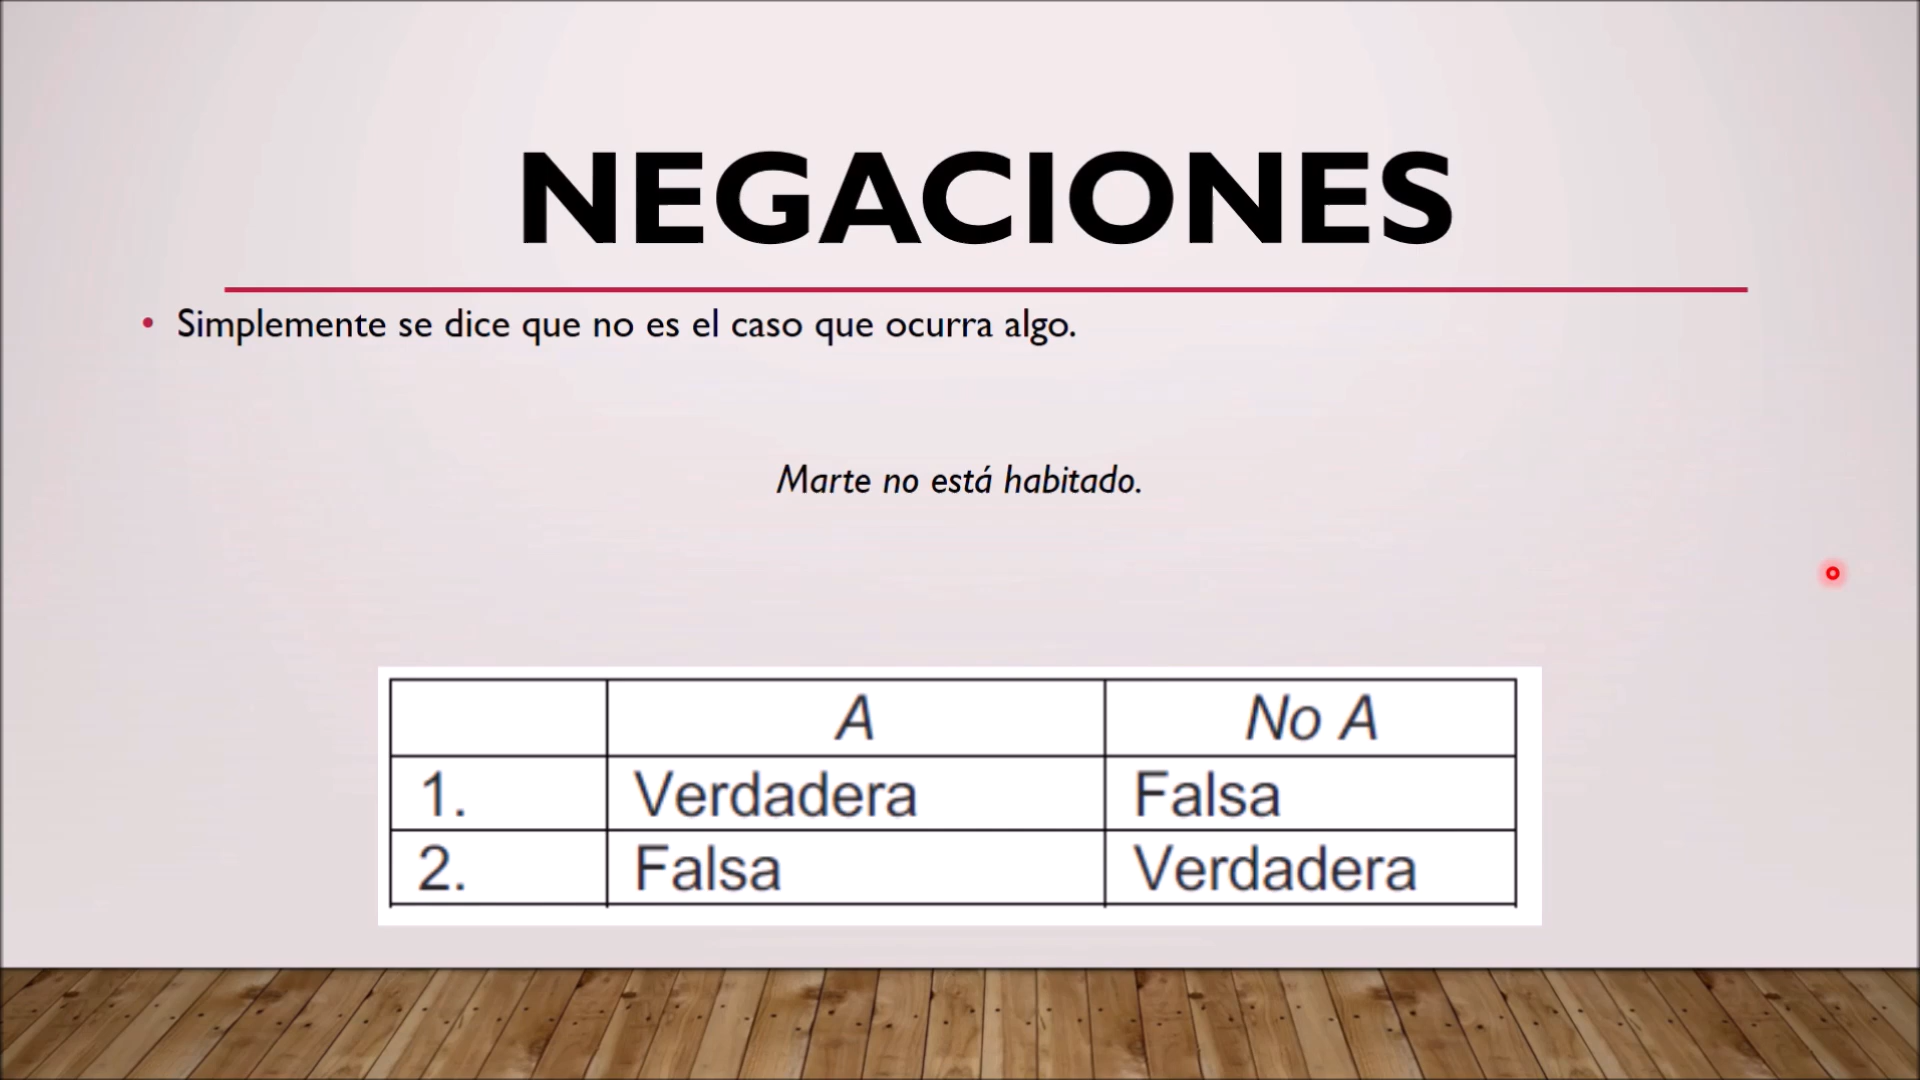 NEGACIONES
• Simplemente se dice que no es el caso que ocurra algo.
Marte no está habitado.
A No A
1. Verdadera Falsa
2. Falsa Verdadera